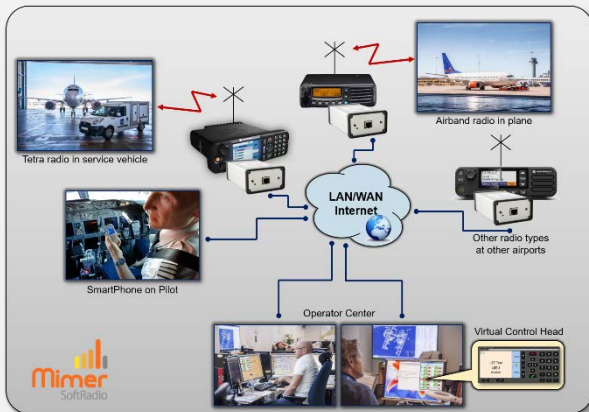 Tetra radio in service vehicle
Airband radio in plane
LAN/WAN
Internet
Other radio types
at other airports
SmartPhone on Pilot
Operator Center
Virtual Control Head
Mimer
SoftRadio